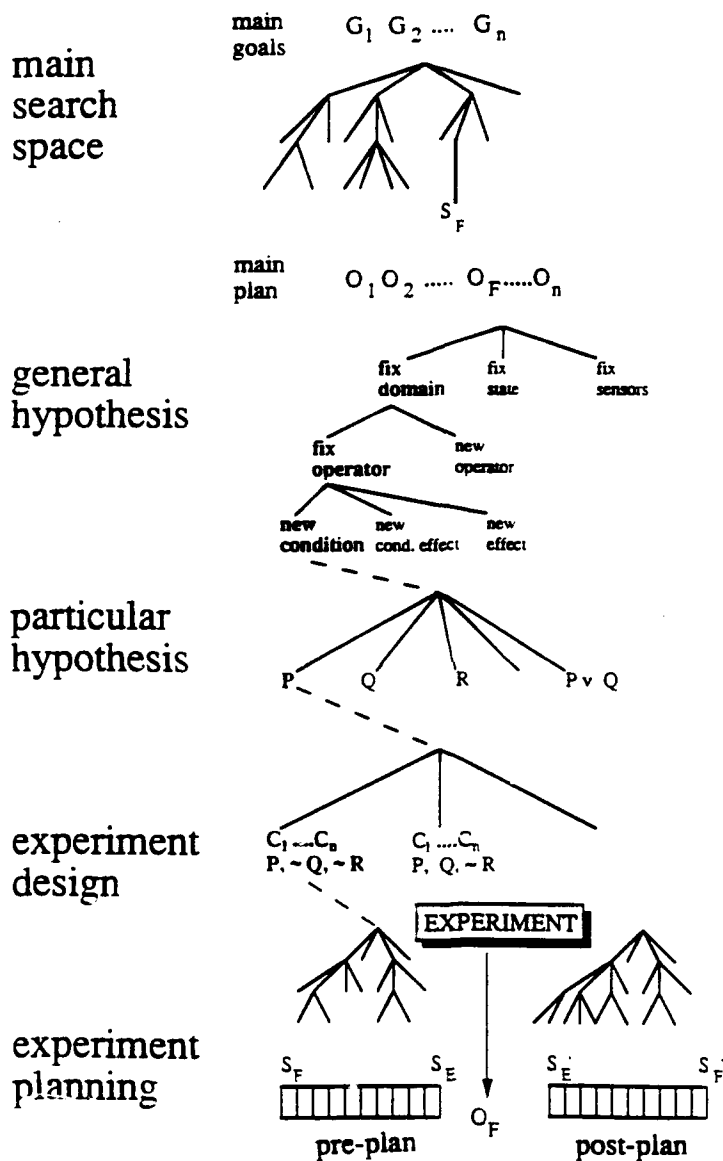 main goals G1 G2 .... Gn
main search space
SF
main plan O1 O2 ..... OF.....On
general hypothesis
fix domain fix state fix sensors
fix operator new operator
new condition new cond. effect new effect
particular hypothesis
P Q R P v Q
experiment design
C1 .....Cn C1 .....Cn
P, ~ Q, ~ R P, Q, ~ R
EXPERIMENT
experiment planning
SF SE SE' SF'
OF
pre-plan post-plan